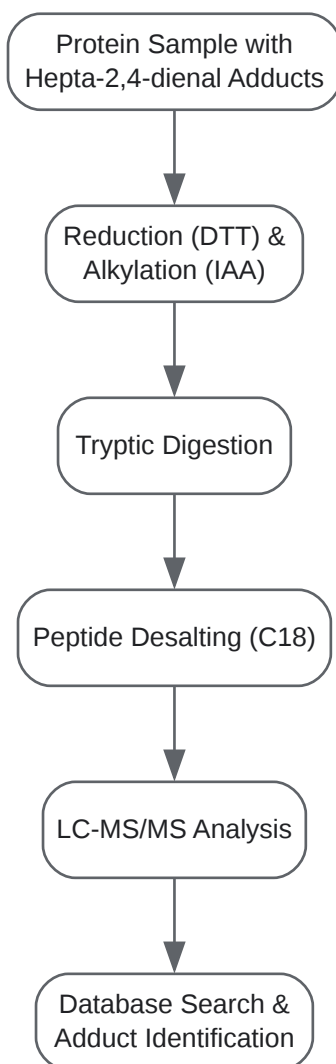 Protein Sample with
Hepta-2,4-dienal Adducts
Reduction (DTT) &
Alkylation (IAA)
Tryptic Digestion
Peptide Desalting (C18)
LC-MS/MS Analysis
Database Search &
Adduct Identification